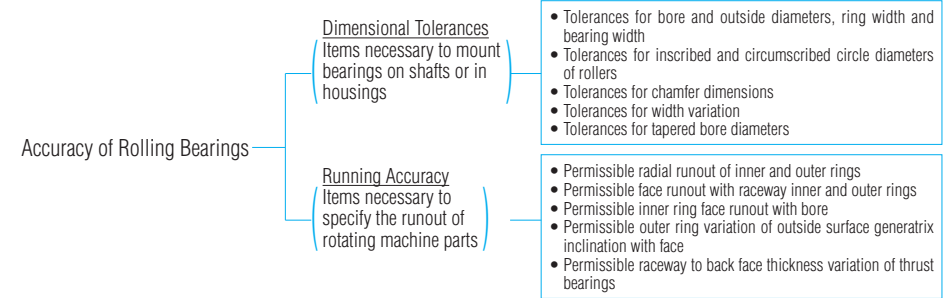 Accuracy of Rolling Bearings
Dimensional Tolerances
Items necessary to mount
bearings on shafts or in
housings
• Tolerances for bore and outside diameters, ring width and
bearing width
• Tolerances for inscribed and circumscribed circle diameters
of rollers
• Tolerances for chamfer dimensions
• Tolerances for width variation
• Tolerances for tapered bore diameters
Running Accuracy
Items necessary to
specify the runout of
rotating machine parts
• Permissible radial runout of inner and outer rings
• Permissible face runout with raceway inner and outer rings
• Permissible inner ring face runout with bore
• Permissible outer ring variation of outside surface generatrix
inclination with face
• Permissible raceway to back face thickness variation of thrust
bearings